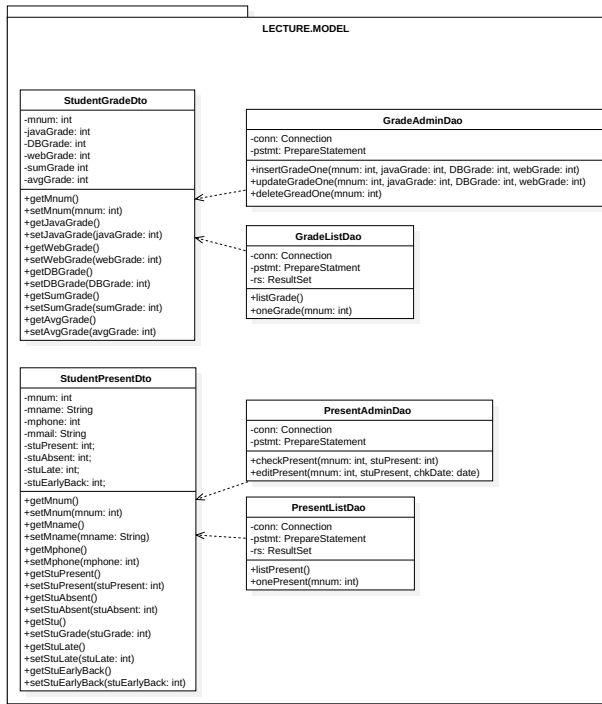 LECTURE.MODEL
StudentGradeDto
-mnum: int
-javaGrade: int
-DBGrade: int
-webGrade: int
-sumGrade int
-avgGrade: int
+getMnum()
+setMnum(mnum: int)
+getJavaGrade()
+setJavaGrade(javaGrade: int)
+getWebGrade()
+setWebGrade(webGrade: int)
+getDBGrade()
+setDBGrade(DBGrade: int)
+getSumGrade()
+setSumGrade(sumGrade: int)
+getAvgGrade()
+setAvgGrade(avgGrade: int)
GradeAdminDao
-conn: Connection
-pstmt: PrepareStatement
+insertGradeOne(mnum: int, javaGrade: int, DBGrade: int, webGrade: int)
+updateGradeOne(mnum: int, javaGrade: int, DBGrade: int, webGrade: int)
+deleteGreadOne(mnum: int)
GradeListDao
-conn: Connection
-pstmt: PrepareStatment
-rs: ResultSet
+listGrade()
+oneGrade(mnum: int)
StudentPresentDto
-mnum: int
-mname: String
-mphone: int
-mmail: String
-stuPresent: int;
-stuAbsent: int;
-stuLate: int;
-stuEarlyBack: int;
+getMnum()
+setMnum(mnum: int)
+getMname()
+setMname(mname: String)
+getMphone()
+setMphone(mphone: int)
+getStuPresent()
+setStuPresent(stuPresent: int)
+getStuAbsent()
+setStuAbsent(stuAbsent: int)
+getStu()
+setStuGrade(stuGrade: int)
+getStuLate()
+setStuLate(stuLate: int)
+getStuEarlyBack()
+setStuEarlyBack(stuEarlyBack: int)
PresentAdminDao
-conn: Connection
-pstmt: PrepareStatement
+checkPresent(mnum: int, stuPresent: int)
+editPresent(mnum: int, stuPresent, chkDate: date)
PresentListDao
-conn: Connection
-pstmt: PrepareStatement
-rs: ResultSet
+listPresent()
+onePresent(mnum: int)